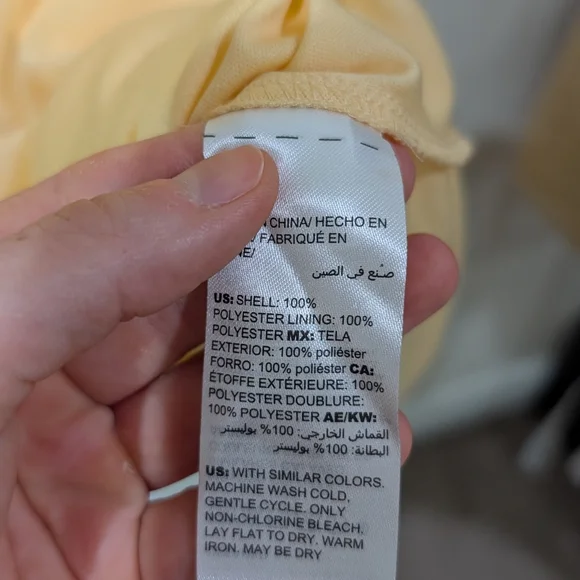 CHINA/ HECHO EN
/ FABRIQUÉ EN
NE/
صنع في الصين
US: SHELL: 100%
POLYESTER LINING: 100%
POLYESTER MX: TELA
EXTERIOR: 100% poliéster
FORRO: 100% poliéster CA:
ÉTOFFE EXTÉRIEURE: 100%
POLYESTER DOUBLURE:
100% POLYESTER AE/KW:
القماش الخارجي: 100% بوليستر
البطانة: 100% بوليستر
US: WITH SIMILAR COLORS.
MACHINE WASH COLD,
GENTLE CYCLE. ONLY
NON-CHLORINE BLEACH.
LAY FLAT TO DRY. WARM
IRON. MAY BE DRY